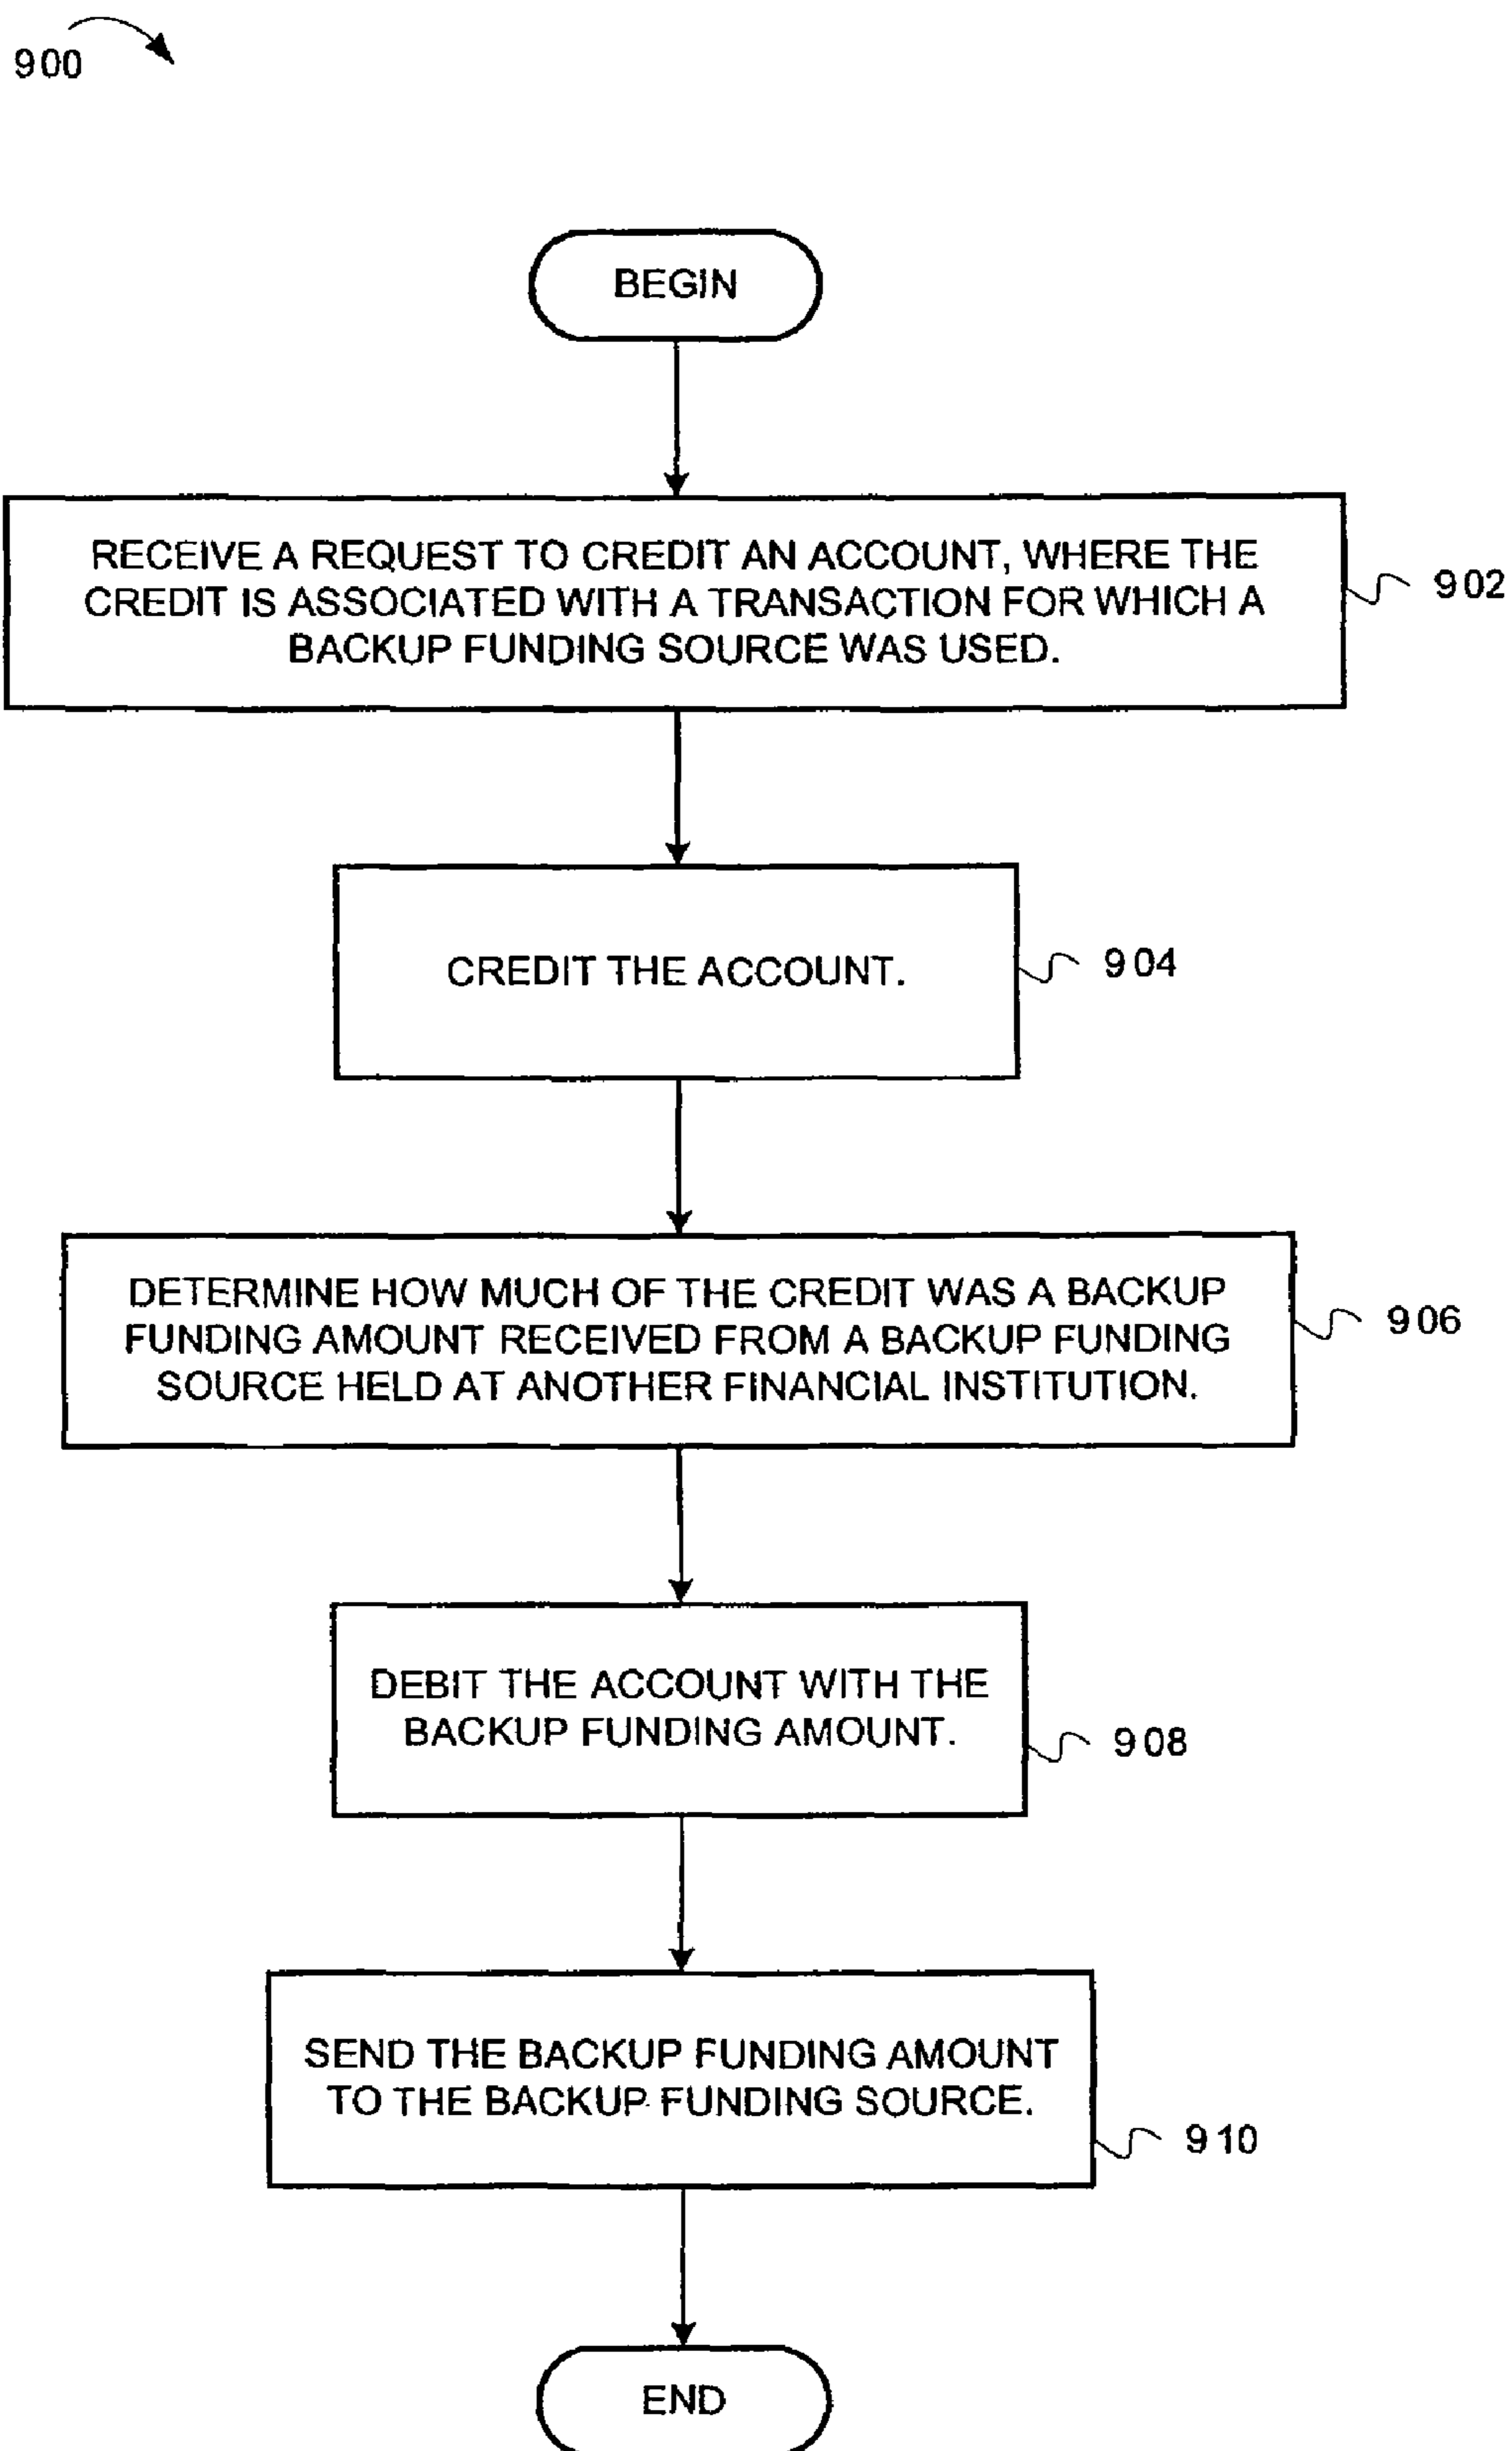 900
BEGIN
RECEIVE A REQUEST TO CREDIT AN ACCOUNT, WHERE THE
CREDIT IS ASSOCIATED WITH A TRANSACTION FOR WHICH A
BACKUP FUNDING SOURCE WAS USED.
902
CREDIT THE ACCOUNT.
904
DETERMINE HOW MUCH OF THE CREDIT WAS A BACKUP
FUNDING AMOUNT RECEIVED FROM A BACKUP FUNDING
SOURCE HELD AT ANOTHER FINANCIAL INSTITUTION.
906
DEBIT THE ACCOUNT WITH THE
BACKUP FUNDING AMOUNT.
908
SEND THE BACKUP FUNDING AMOUNT
TO THE BACKUP FUNDING SOURCE.
910
END